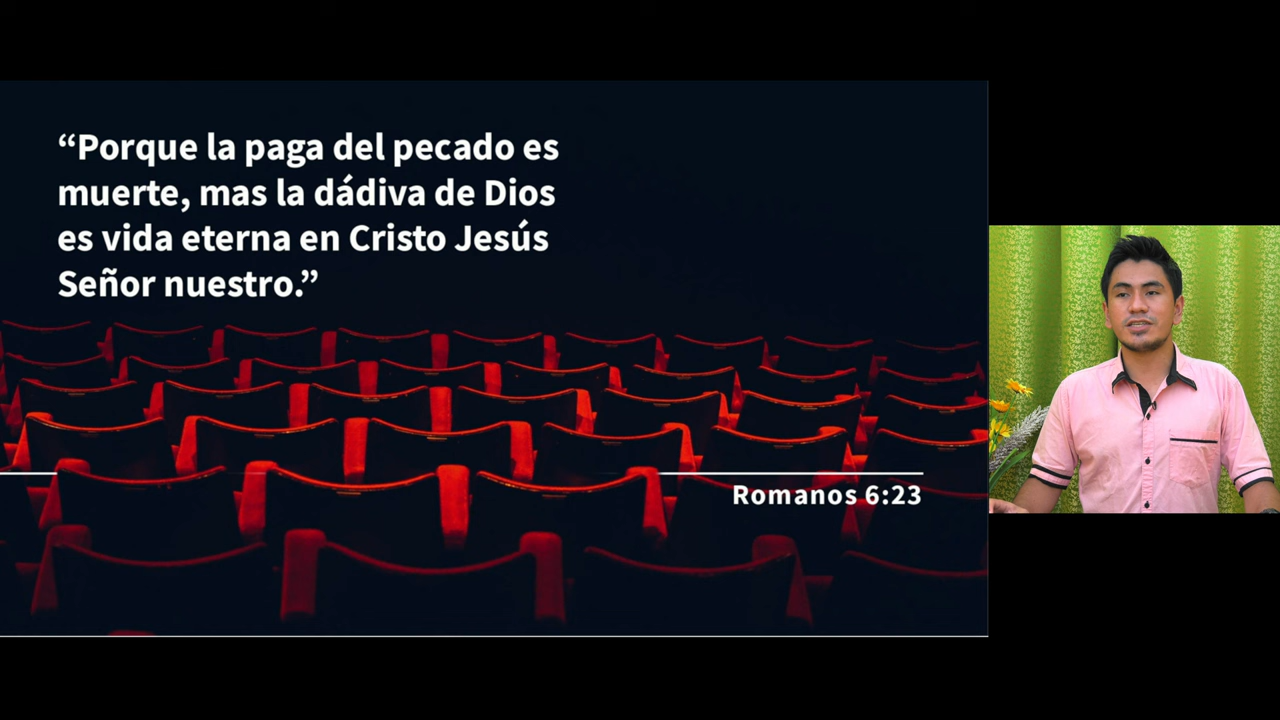 “Porque la paga del pecado es
muerte, mas la dádiva de Dios
es vida eterna en Cristo Jesús
Señor nuestro.”
Romanos 6:23